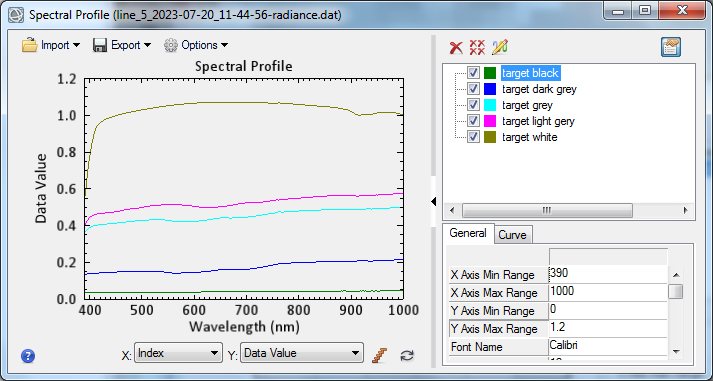 Spectral Profile (line_5_2023-07-20_11-44-56-radiance.dat)
Import Export Options
Spectral Profile
Data Value
1.2
1.0
0.8
0.6
0.4
0.2
0.0
400 500 600 700 800 900 1000
Wavelength (nm)
X: Index Y: Data Value
target black
target dark grey
target grey
target light gery
target white
General Curve
X Axis Min Range 390
X Axis Max Range 1000
Y Axis Min Range 0
Y Axis Max Range 1.2
Font Name Calibri